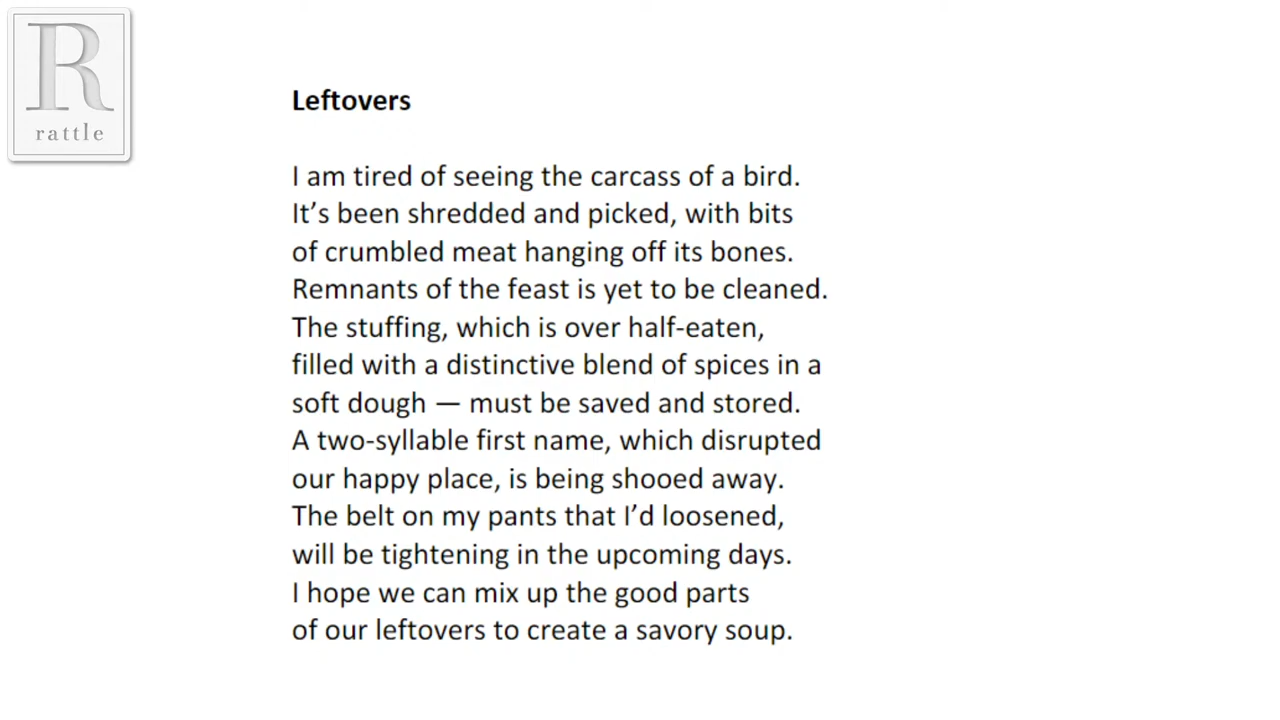 R
rattle
Leftovers
I am tired of seeing the carcass of a bird.
It’s been shredded and picked, with bits
of crumbled meat hanging off its bones.
Remnants of the feast is yet to be cleaned.
The stuffing, which is over half-eaten,
filled with a distinctive blend of spices in a
soft dough — must be saved and stored.
A two-syllable first name, which disrupted
our happy place, is being shooed away.
The belt on my pants that I’d loosened,
will be tightening in the upcoming days.
I hope we can mix up the good parts
of our leftovers to create a savory soup.